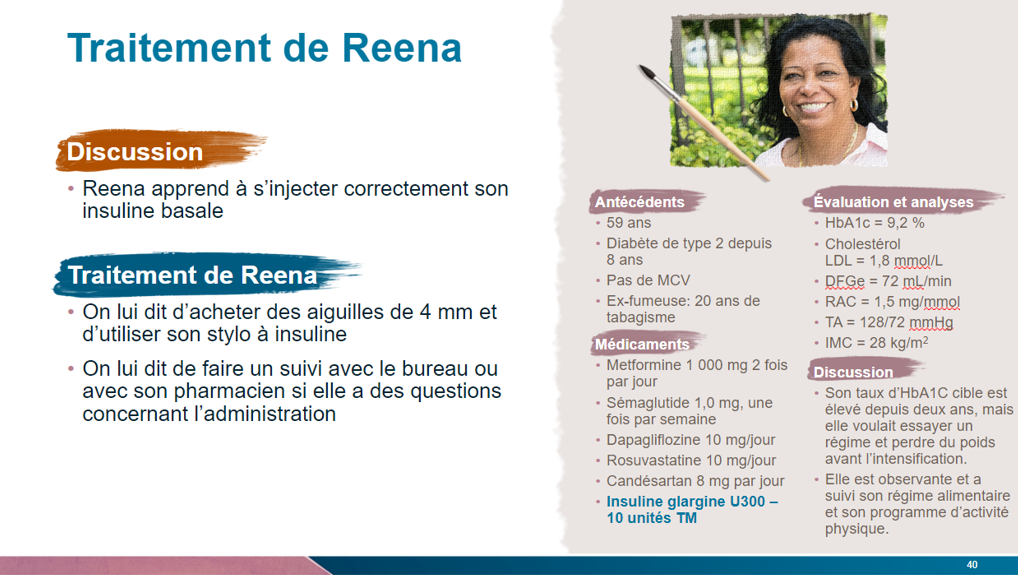 Traitement de Reena
Discussion
• Reena apprend à s’injecter correctement son
insuline basale
Traitement de Reena
• On lui dit d’acheter des aiguilles de 4 mm et
d’utiliser son stylo à insuline
• On lui dit de faire un suivi avec le bureau ou
avec son pharmacien si elle a des questions
concernant l’administration
Antécédents
• 59 ans
• Diabète de type 2 depuis
8 ans
• Pas de MCV
• Ex-fumeuse: 20 ans de
tabagisme
Médicaments
• Metformine 1 000 mg 2 fois
par jour
• Sémaglutide 1,0 mg, une
fois par semaine
• Dapagliflozine 10 mg/jour
• Rosuvastatine 10 mg/jour
• Candésartan 8 mg par jour
• Insuline glargine U300 –
10 unités TM
Évaluation et analyses
• HbA1c = 9,2 %
• Cholestérol
LDL = 1,8 mmol/L
• DFGe = 72 mL/min
• RAC = 1,5 mg/mmol
• TA = 128/72 mmHg
• IMC = 28 kg/m²
Discussion
• Son taux d’HbA1C cible est
élevé depuis deux ans, mais
elle voulait essayer un
régime et perdre du poids
avant l’intensification.
• Elle est observante et a
suivi son régime alimentaire
et son programme d’activité
physique.
40